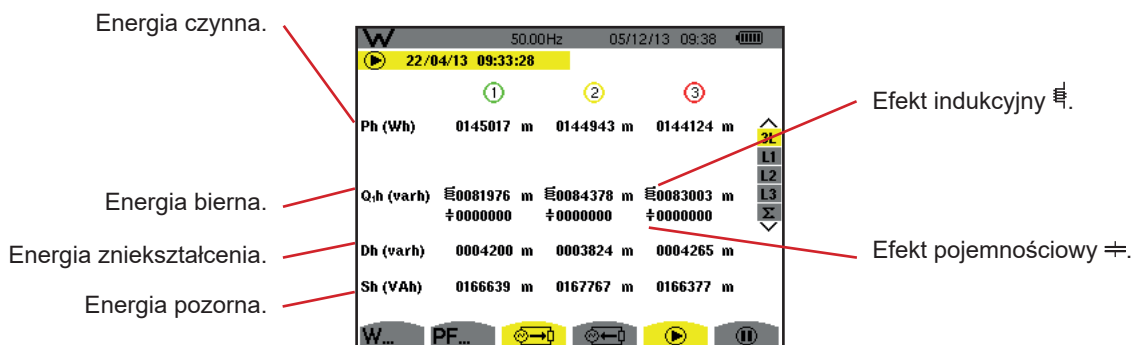 Energia czynna.
W 50.00Hz 05/12/13 09:38
22/04/13 09:33:28
1 2 3
Ph (Wh) 0145017 m 0144943 m 0144124 m
3L
L1
L2
L3
Σ
Efekt indukcyjny.
Energia bierna.
Q₁h (varh) 0081976 m 0084378 m 0083003 m
0000000 0000000 0000000
Efekt pojemnościowy.
Energia zniekształcenia.
Dh (varh) 0004200 m 0003824 m 0004265 m
Energia pozorna.
Sh (VAh) 0166639 m 0167767 m 0166377 m
W... PF...